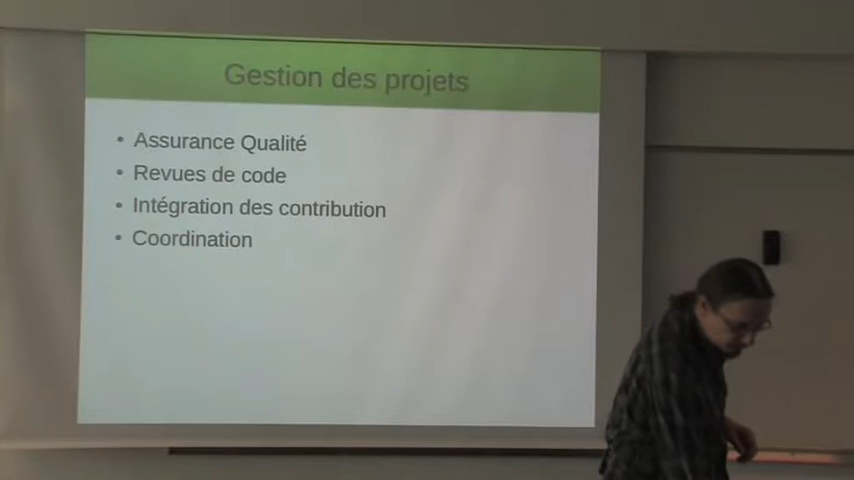 Gestion des projets
• Assurance Qualité
• Revues de code
• Intégration des contribution
• Coordination